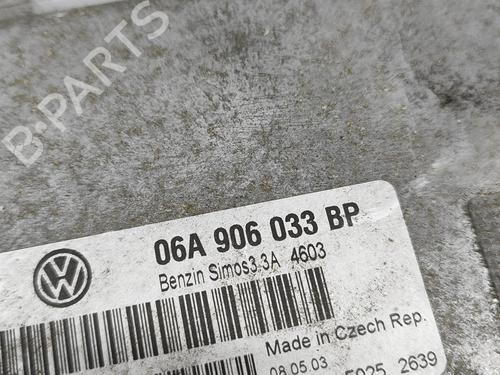 B-PARTS
06A 906 033 BP
Benzin Simos3.3A 4603
Made in Czech Rep.
08.05.03
5025 2639